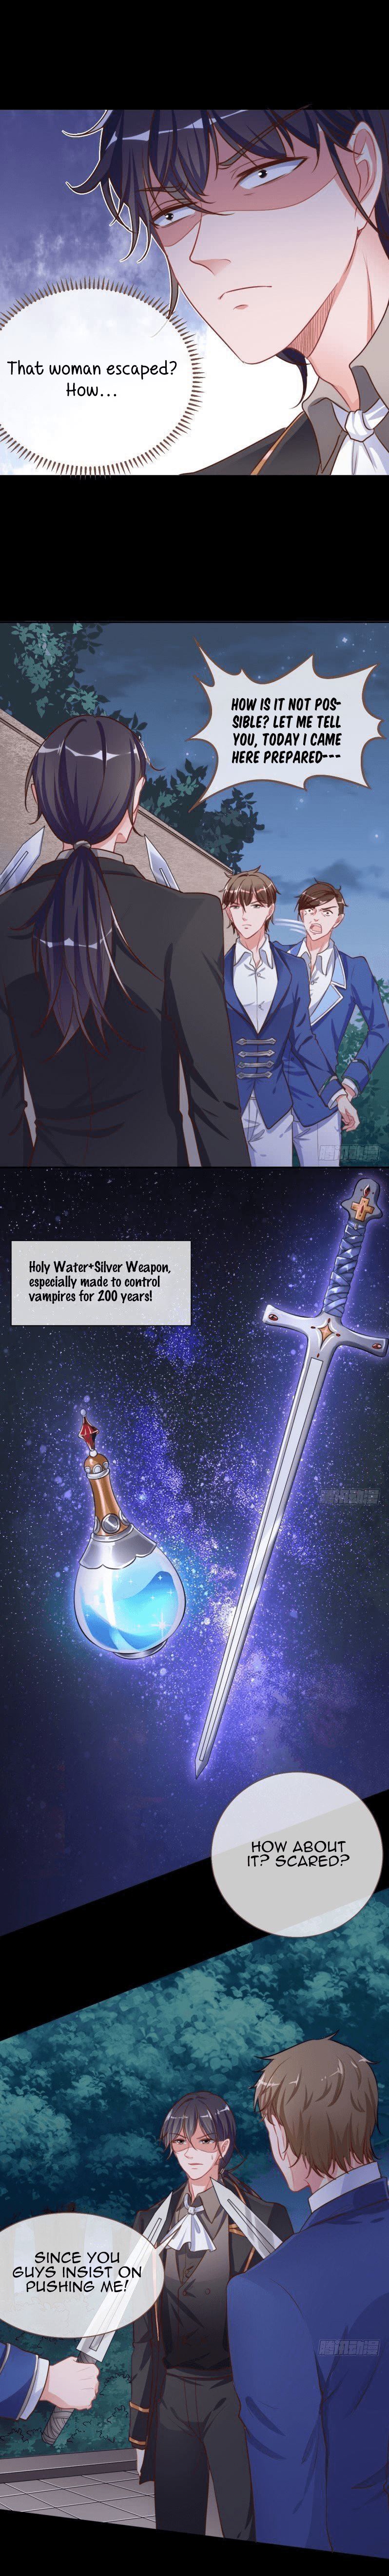 That woman escaped?
How...
HOW IS IT NOT POS-
SIBLE? LET ME TELL
YOU, TODAY I CAME
HERE PREPARED---
Holy Water+Silver Weapon,
especially made to control
vampires for 200 years!
HOW ABOUT
IT? SCARED?
SINCE YOU
GUYS INSIST ON
PUSHING ME!